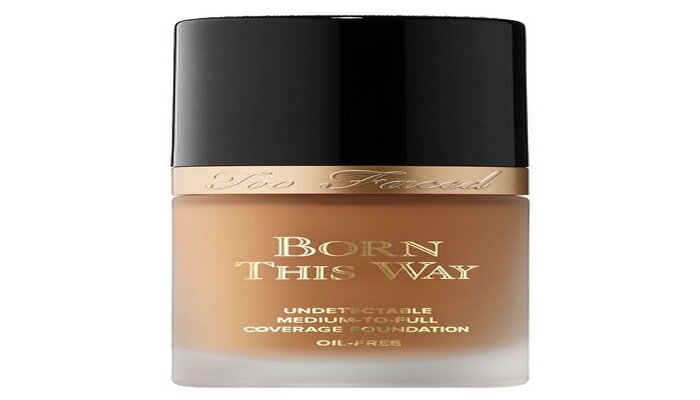 Too Faced
BORN
THIS WAY
UNDETECTABLE
MEDIUM-TO-FULL
COVERAGE FOUNDATION
OIL-FREE